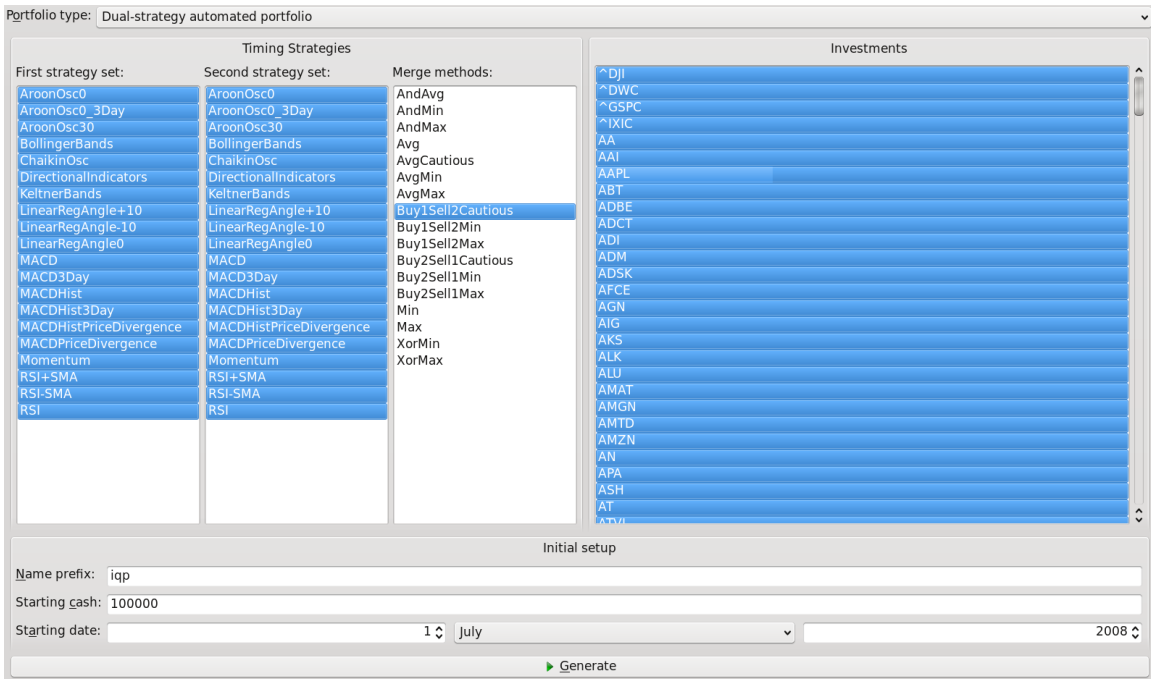 Portfolio type: Dual-strategy automated portfolio
Timing Strategies
First strategy set:
AroonOsc0
AroonOsc0_3Day
AroonOsc30
BollingerBands
ChaikinOsc
DirectionalIndicators
KeltnerBands
LinearRegAngle+10
LinearRegAngle-10
LinearRegAngle0
MACD
MACD3Day
MACDHist
MACDHist3Day
MACDHistPriceDivergence
MACDPriceDivergence
Momentum
RSI+SMA
RSI-SMA
RSI
Second strategy set:
AroonOsc0
AroonOsc0_3Day
AroonOsc30
BollingerBands
ChaikinOsc
DirectionalIndicators
KeltnerBands
LinearRegAngle+10
LinearRegAngle-10
LinearRegAngle0
MACD
MACD3Day
MACDHist
MACDHist3Day
MACDHistPriceDivergence
MACDPriceDivergence
Momentum
RSI+SMA
RSI-SMA
RSI
Merge methods:
AndAvg
AndMin
AndMax
Avg
AvgCautious
AvgMin
AvgMax
Buy1Sell2Cautious
Buy1Sell2Min
Buy1Sell2Max
Buy2Sell1Cautious
Buy2Sell1Min
Buy2Sell1Max
Min
Max
XorMin
XorMax
Investments
^DJI
^DWC
^GSPC
^IXIC
AA
AAI
AAPL
ABT
ADBE
ADCT
ADI
ADM
ADSK
AFCE
AGN
AIG
AKS
ALK
ALU
AMAT
AMGN
AMTD
AMZN
AN
APA
ASH
AT
ATVI
Initial setup
Name prefix: iqp
Starting cash: 100000
Starting date: 1 July 2008
Generate